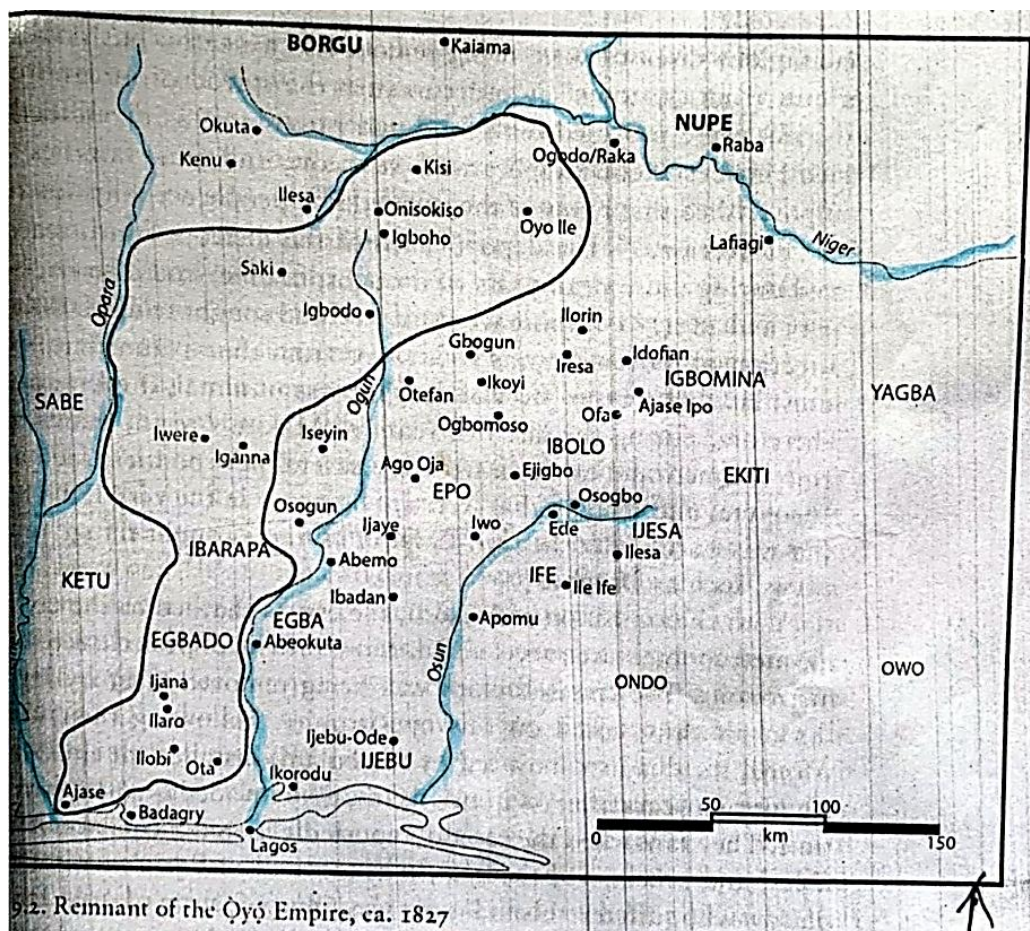 BORGU
Kaiama
Okuta
NUPE
Kenu
Kisi
Ogodo/Raka
Raba
Ilesa
Onisokiso
Igboho
Oyo Ile
Lafiagi
Niger
Saki
Opara
Igbodo
Ilorin
Gbogun
Iresa
Idofian
Ogun
Otefan
Ikoyi
IGBOMINA
YAGBA
SABE
Ogbomoso
Ofa
Ajase Ipo
Iwere
Iganna
Iseyin
IBOLO
Ago Oja
EPO
Ejigbo
EKITI
Osogun
Osogbo
Ijaye
Iwo
Ede
IJESA
IBARAPA
Abemo
Ilesa
KETU
IFE
Ile Ife
Ibadan
EGBA
Apomu
EGBADO
Abeokuta
Osun
ONDO
OWO
Ijana
Ilaro
Ilobi
Ota
Ijebu-Ode
IJEBU
Ikorodu
Ajase
Badagry
Lagos
50
100
0
km
150
9.2. Remnant of the Ọ̀yọ́ Empire, ca. 1827